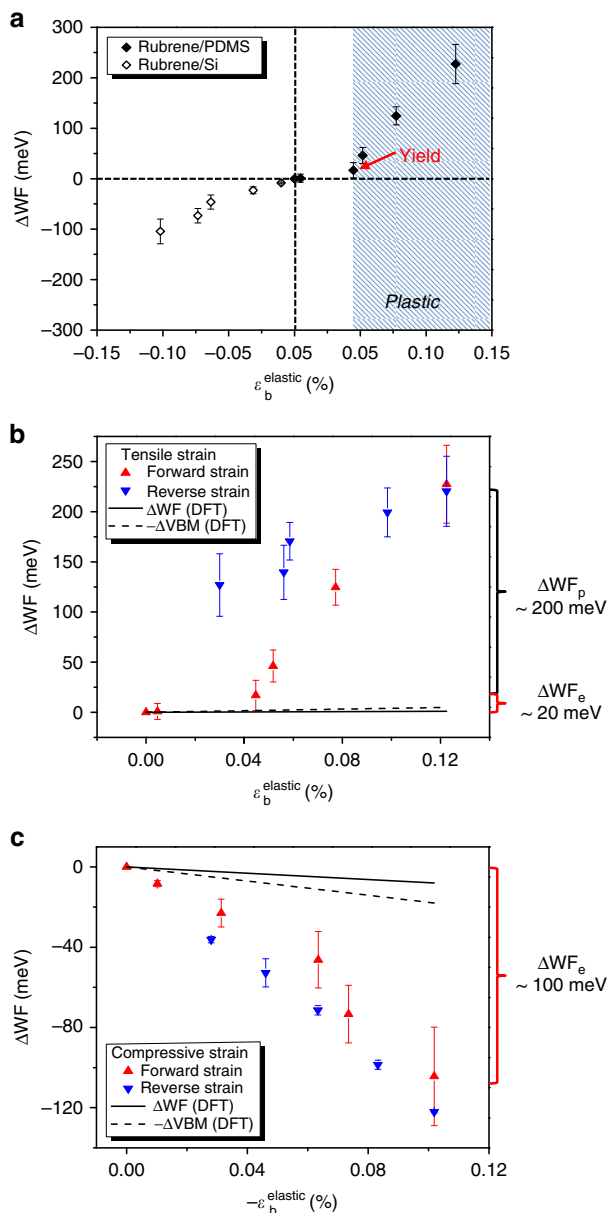 a
300
200
100
0
−100
−200
−300
ΔWF (meV)
Rubrene/PDMS
Rubrene/Si
Yield
Plastic
−0.15 −0.10 −0.05 0.05 0.05 0.10 0.15
ε_b^elastic (%)
b
250
200
150
100
50
0
ΔWF (meV)
Tensile strain
Forward strain
Reverse strain
ΔWF (DFT)
−ΔVBM (DFT)
ΔWF_p
~ 200 meV
ΔWF_e
~ 20 meV
0.00 0.04 0.08 0.12
ε_b^elastic (%)
c
0
−40
−80
−120
ΔWF (meV)
Compressive strain
Forward strain
Reverse strain
ΔWF (DFT)
−ΔVBM (DFT)
ΔWF_e
~ 100 meV
0.00 0.04 0.08 0.12
−ε_b^elastic (%)